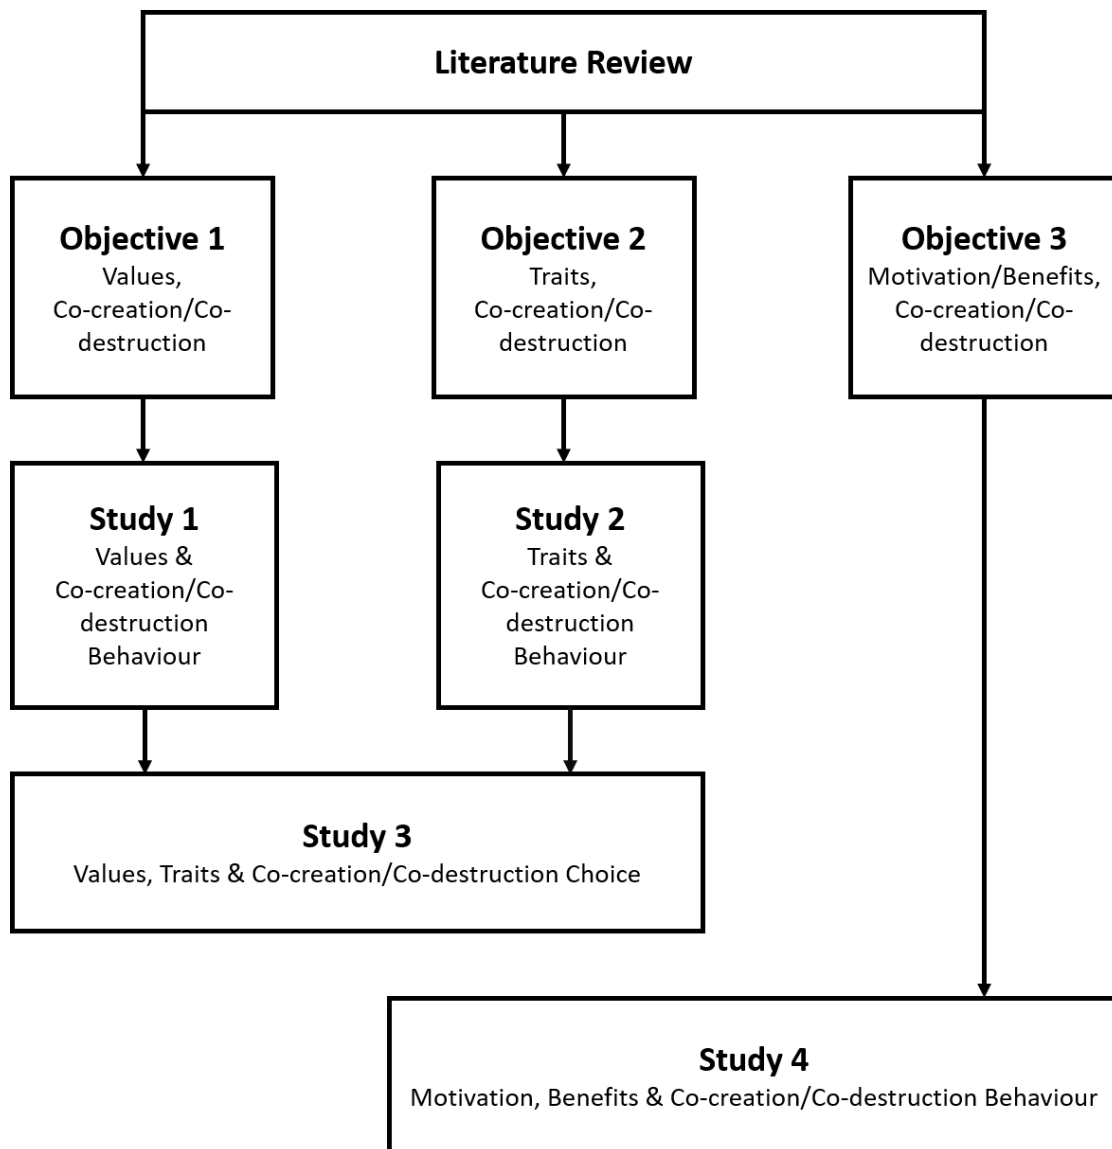 Literature Review
Objective 1
Values,
Co-creation/Co-
destruction
Objective 2
Traits,
Co-creation/Co-
destruction
Objective 3
Motivation/Benefits,
Co-creation/Co-
destruction
Study 1
Values &
Co-creation/Co-
destruction
Behaviour
Study 2
Traits &
Co-creation/Co-
destruction
Behaviour
Study 3
Values, Traits & Co-creation/Co-destruction Choice
Study 4
Motivation, Benefits & Co-creation/Co-destruction Behaviour